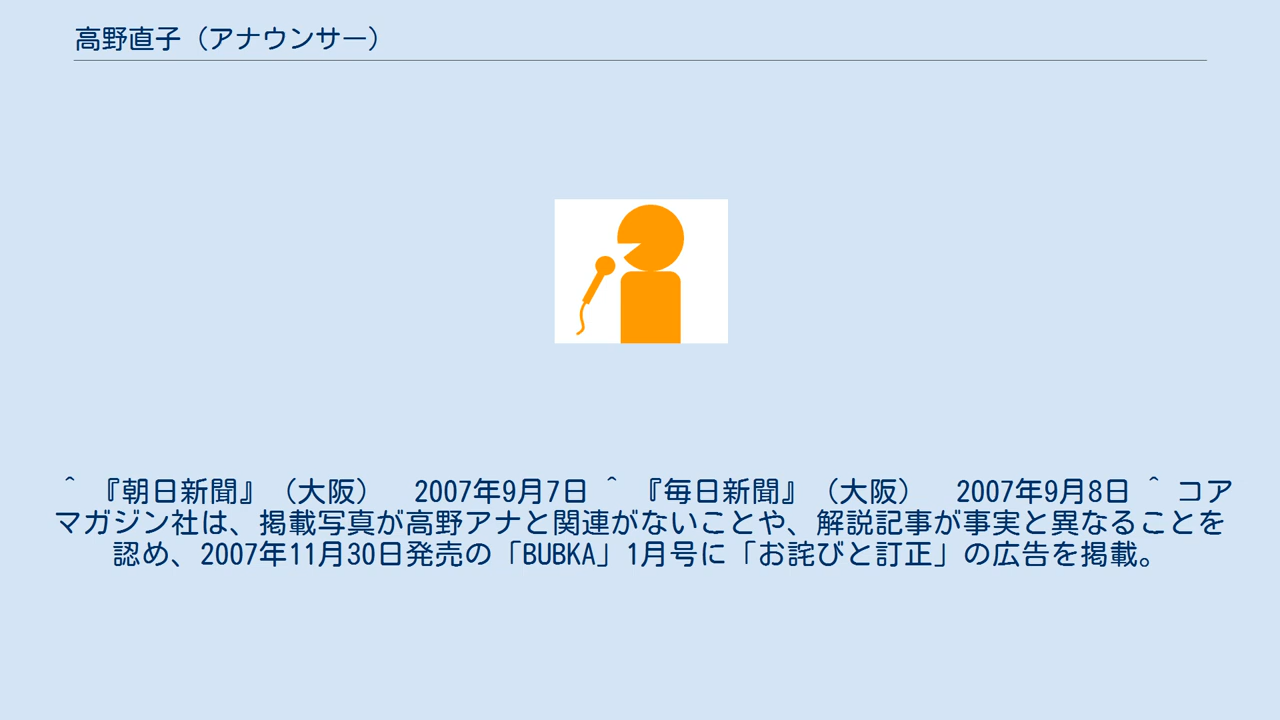 高野直子（アナウンサー）
^ 『朝日新聞』（大阪）　2007年9月7日 ^ 『毎日新聞』（大阪）　2007年9月8日 ^ コア
マガジン社は、掲載写真が高野アナと関連がないことや、解説記事が事実と異なることを
認め、2007年11月30日発売の「BUBKA」1月号に「お詫びと訂正」の広告を掲載。